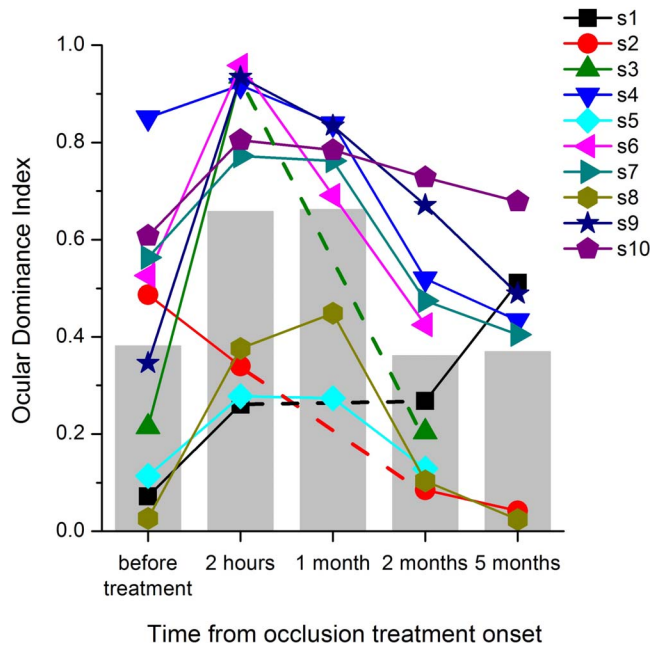 s1
s2
s3
s4
s5
s6
s7
s8
s9
s10
Ocular Dominance Index
1.0
0.8
0.6
0.4
0.2
0.0
before treatment
2 hours
1 month
2 months
5 months
Time from occlusion treatment onset